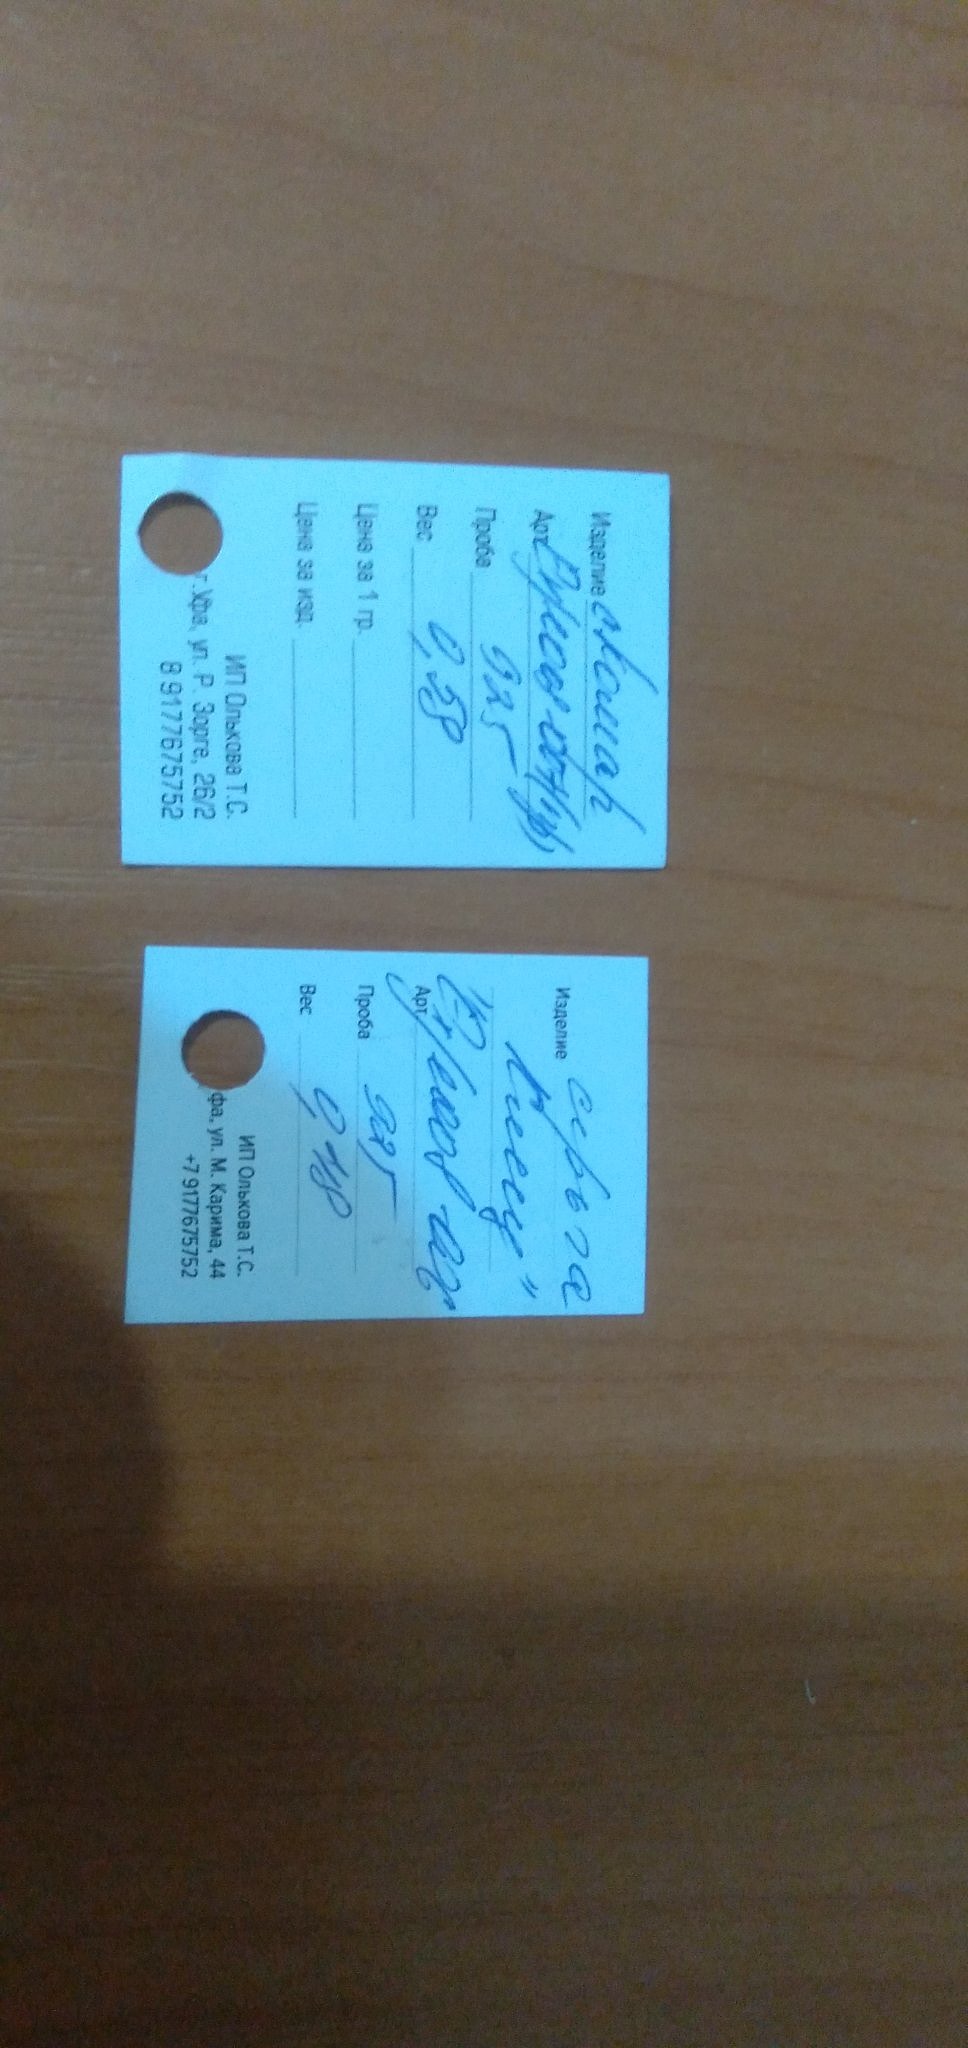 Изделие
Арт.
Проба 925
Вес 0,58
Цена за 1 гр.
Цена за изд.
ИП Олькова Т.С.
г. Уфа, ул. Р. Зорге, 26/2
8 9177675752
Изделие серьга
Арт.
Проба 925
Вес 0,48
ИП Олькова Т.С.
фа, ул. М. Карима, 44
+7 9177675752